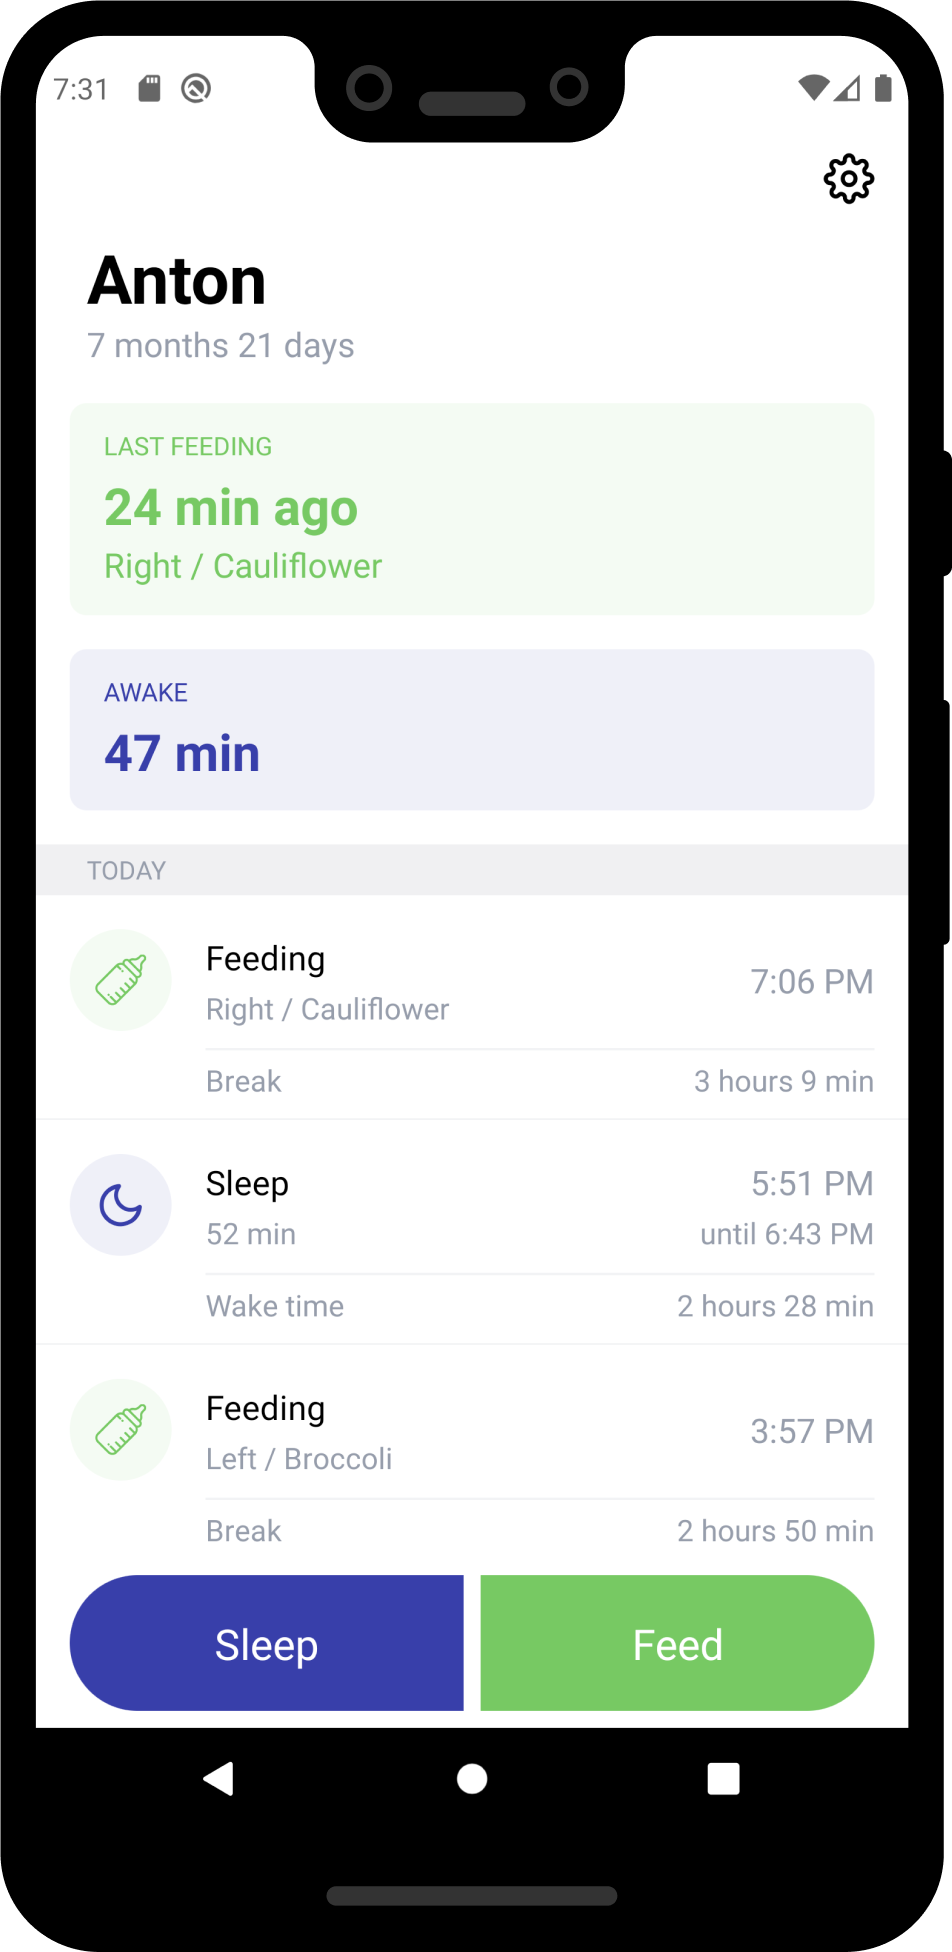 7:31
Anton
7 months 21 days
LAST FEEDING
24 min ago
Right / Cauliflower
AWAKE
47 min
TODAY
Feeding
Right / Cauliflower
7:06 PM
Break 3 hours 9 min
Sleep 5:51 PM
52 min until 6:43 PM
Wake time 2 hours 28 min
Feeding
Left / Broccoli
3:57 PM
Break 2 hours 50 min
Sleep Feed